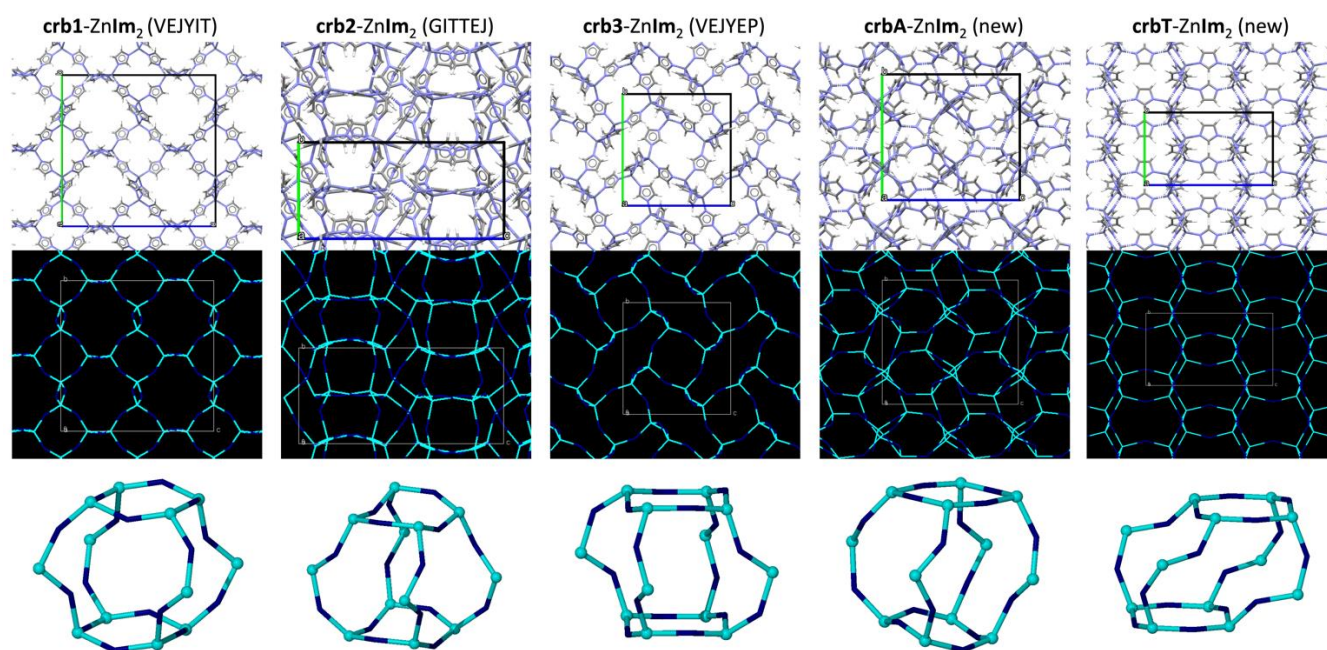 crb1-ZnIm2 (VEJYIT) crb2-ZnIm2 (GITTEJ) crb3-ZnIm2 (VEJYEP) crbA-ZnIm2 (new) crbT-ZnIm2 (new)
b b b b b
a c a c a c a c a c